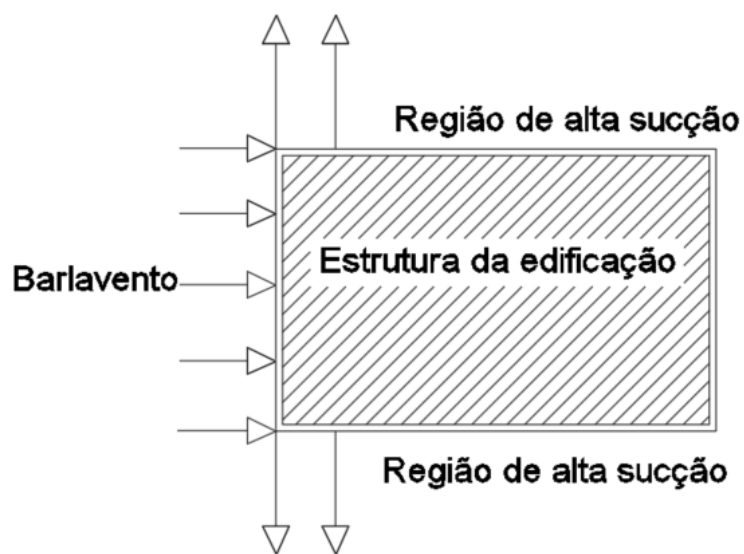 Região de alta sucção
Estrutura da edificação
Barlavento
Região de alta sucção